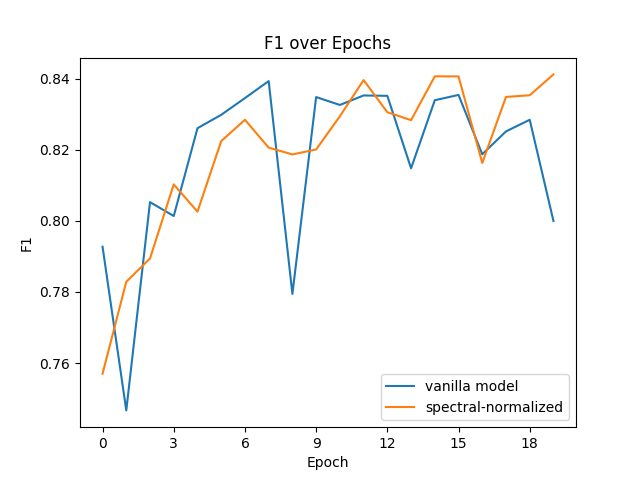 F1 over Epochs
0.84
0.82
0.80
0.78
0.76
F1
0
3
6
9
12
15
18
Epoch
vanilla model
spectral-normalized